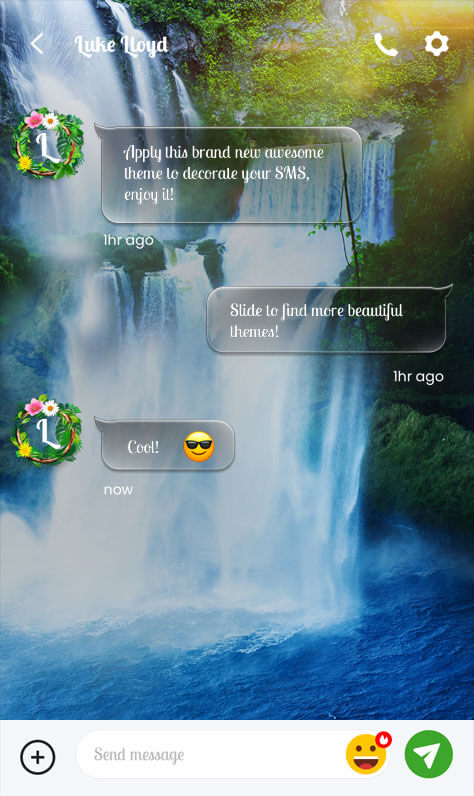 Luke Lloyd
L
Apply this brand new awesome
theme to decorate your SMS,
enjoy it!
1hr ago
Slide to find more beautiful
themes!
1hr ago
L
Cool!
now
Send message